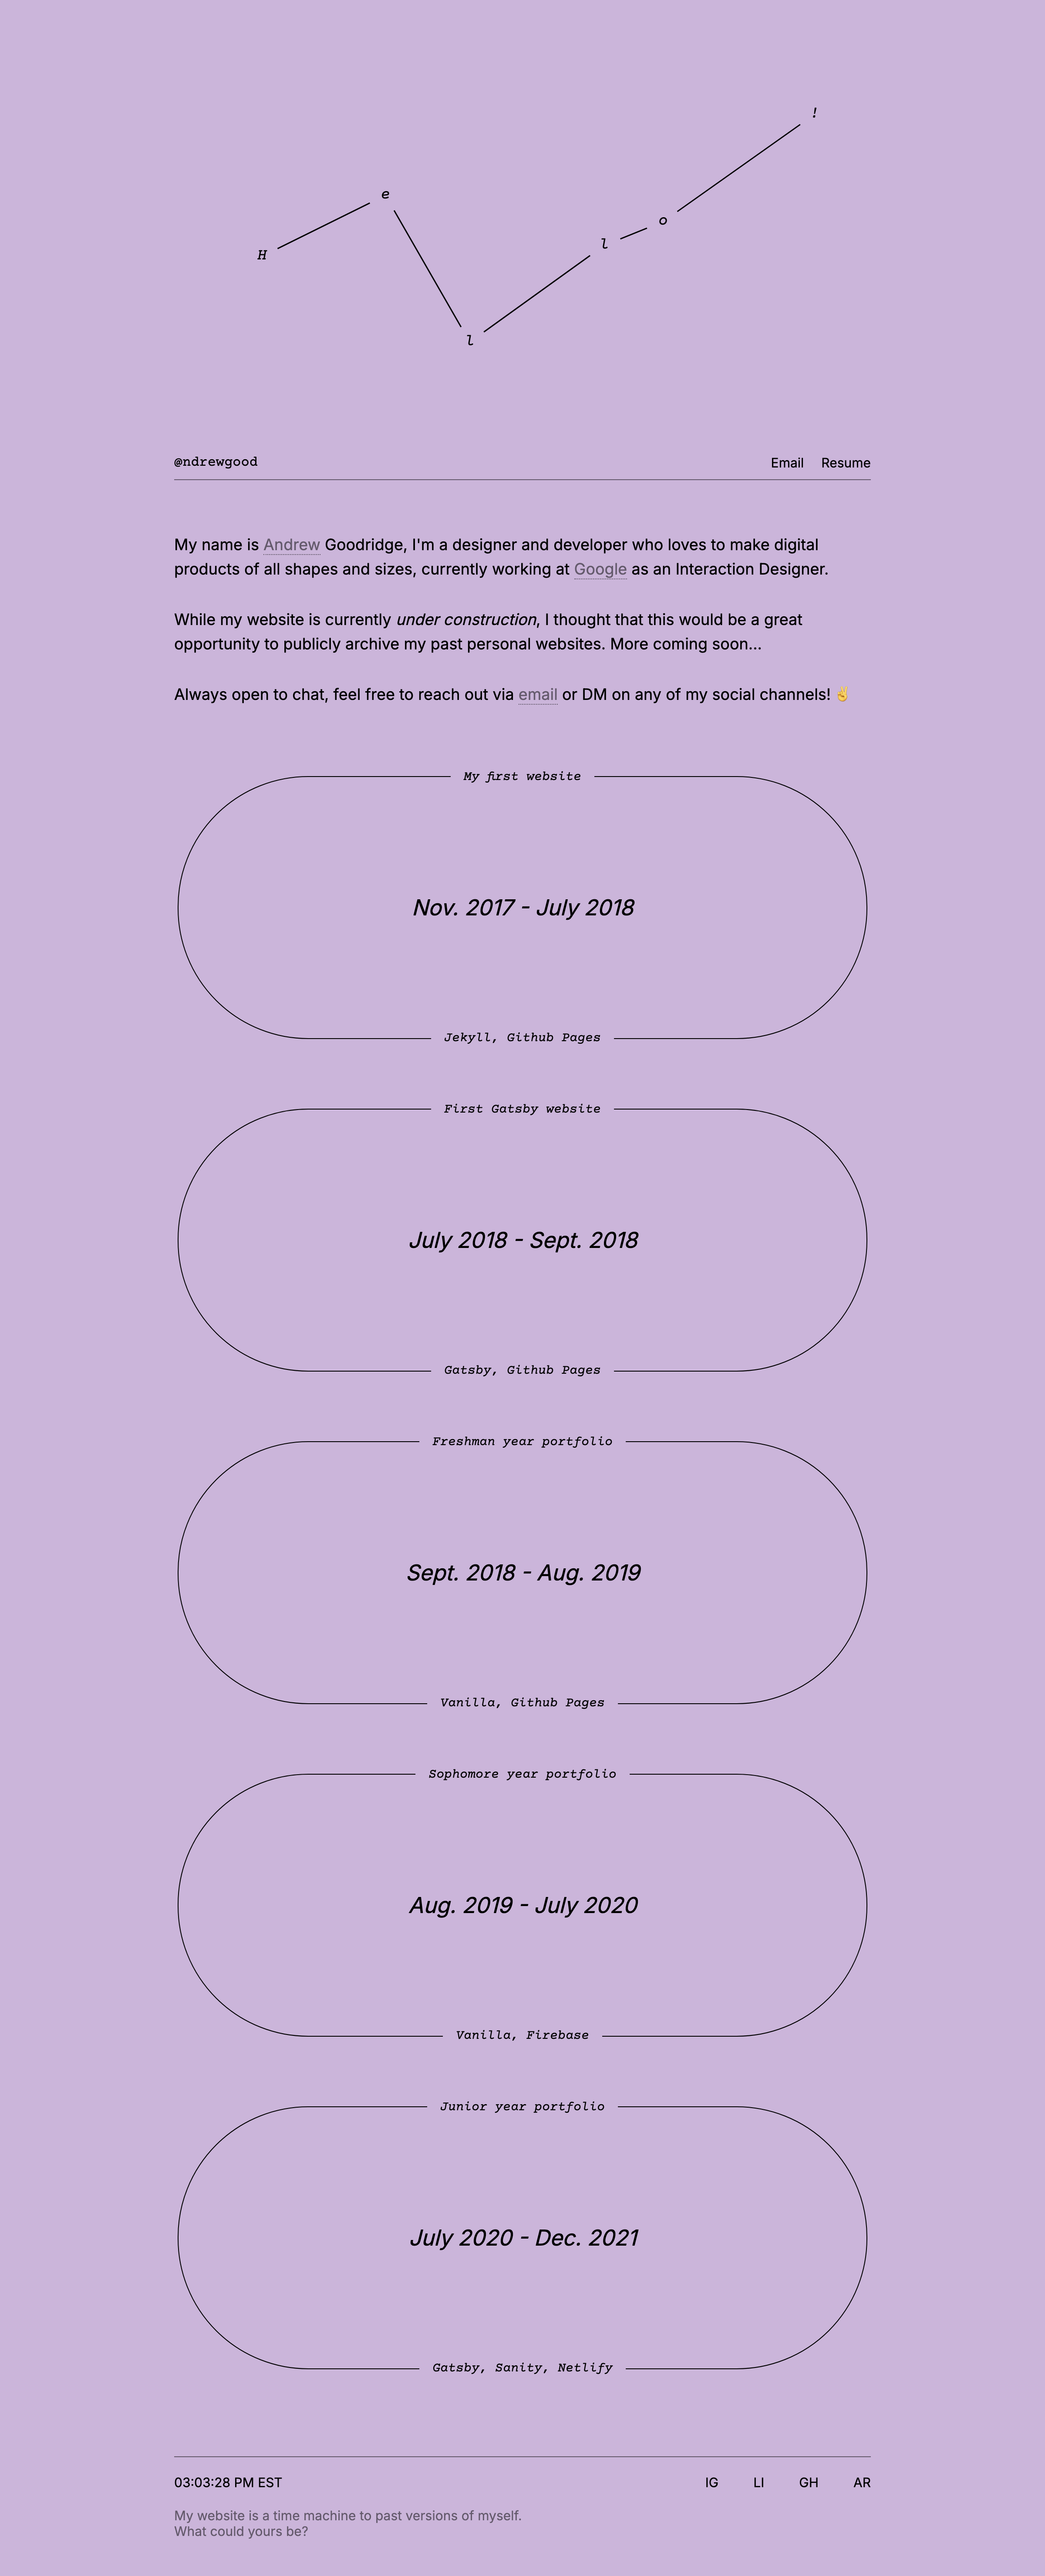 H e l l o !
@ndrewgood Email Resume
My name is Andrew Goodridge, I'm a designer and developer who loves to make digital
products of all shapes and sizes, currently working at Google as an Interaction Designer.
While my website is currently under construction, I thought that this would be a great
opportunity to publicly archive my past personal websites. More coming soon...
Always open to chat, feel free to reach out via email or DM on any of my social channels! ✌️
My first website
Nov. 2017 - July 2018
Jekyll, Github Pages
First Gatsby website
July 2018 - Sept. 2018
Gatsby, Github Pages
Freshman year portfolio
Sept. 2018 - Aug. 2019
Vanilla, Github Pages
Sophomore year portfolio
Aug. 2019 - July 2020
Vanilla, Firebase
Junior year portfolio
July 2020 - Dec. 2021
Gatsby, Sanity, Netlify
03:03:28 PM EST IG LI GH AR
My website is a time machine to past versions of myself.
What could yours be?